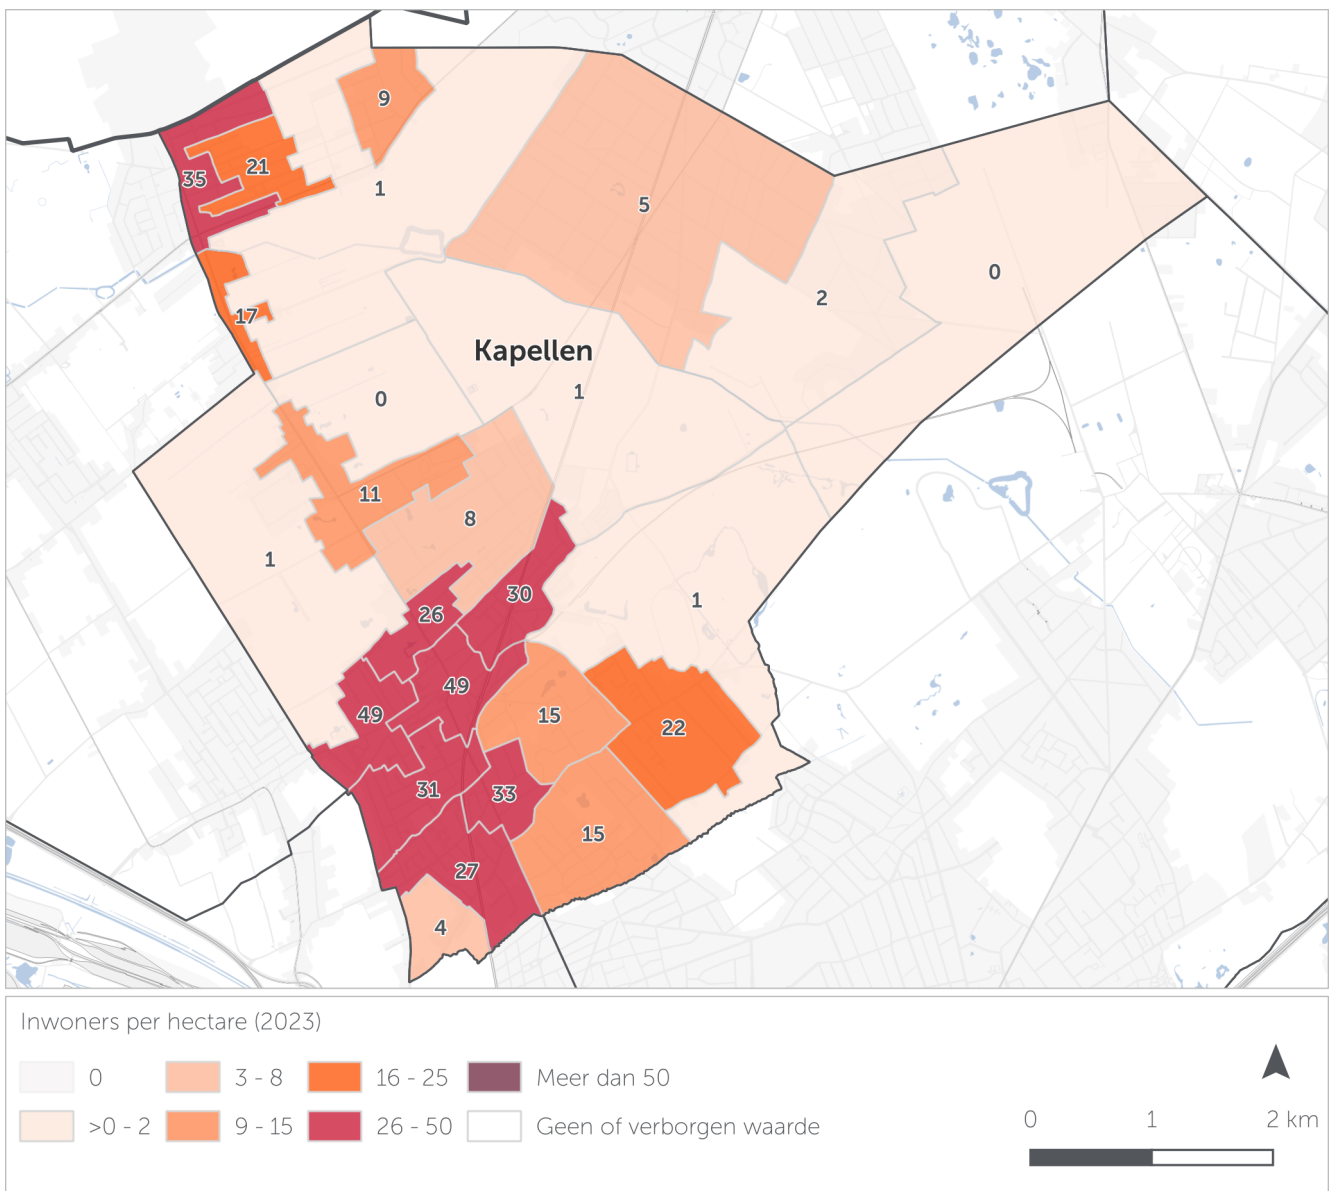 9
21
35
1
5
0
2
17
Kapellen
1
0
11
8
1
30
1
26
49
49
15
22
31
33
15
27
4
Inwoners per hectare (2023)
0
3 - 8
16 - 25
Meer dan 50
>0 - 2
9 - 15
26 - 50
Geen of verborgen waarde
0 1 2 km